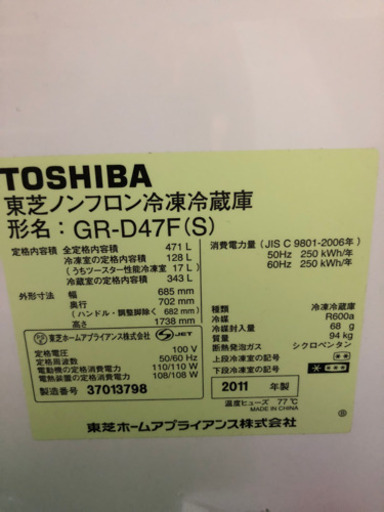 TOSHIBA
東芝ノンフロン冷凍冷蔵庫
形名：GR-D47F(S)
定格内容積 全定格内容積 471 L
冷凍室の定格内容積 128 L
(うちツースター性能冷凍室 17 L)
冷蔵室の定格内容積 343 L
外形寸法 幅 685 mm
奥行 702 mm
(ハンドル・調整脚除く 682 mm)
高さ 1738 mm
東芝ホームアプライアンス株式会社 JET
定格電圧 100 V
定格周波数 50/60 Hz
電動機の定格消費電力 110/110 W
電熱装置の定格消費電力 108/108 W
製造番号 37013798
消費電力量 (JIS C 9801-2006年)
50Hz 250 kWh/年
60Hz 250 kWh/年
種類 冷凍冷蔵庫
冷媒 R600a
冷媒封入量 68 g
質量 94 kg
断熱発泡ガス シクロペンタン
上段冷凍室の記号 **
下段冷凍室の記号 * ***
2011 年製
温度ヒューズ 77℃
MADE IN CHINA
東芝ホームアプライアンス株式会社